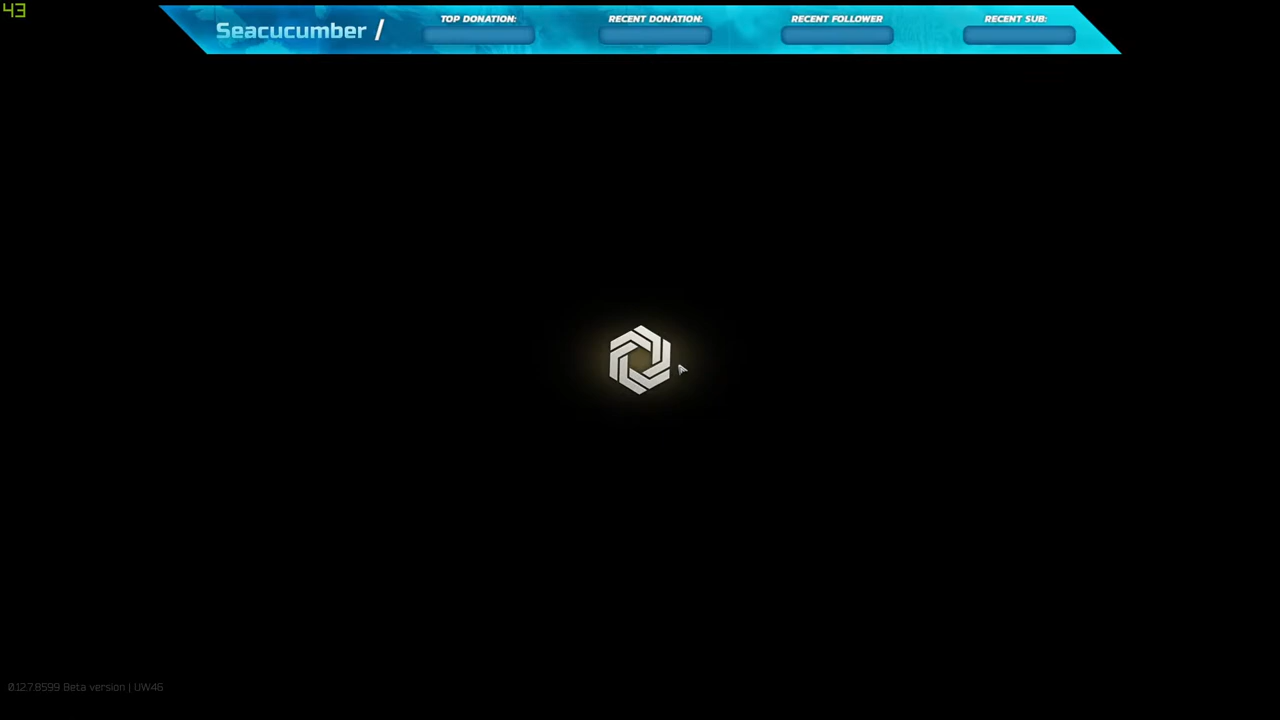 43
Seacucumber /
TOP DONATION:
RECENT DONATION:
RECENT FOLLOWER
RECENT SUB:
0.12.7.8599 Beta version | UW46